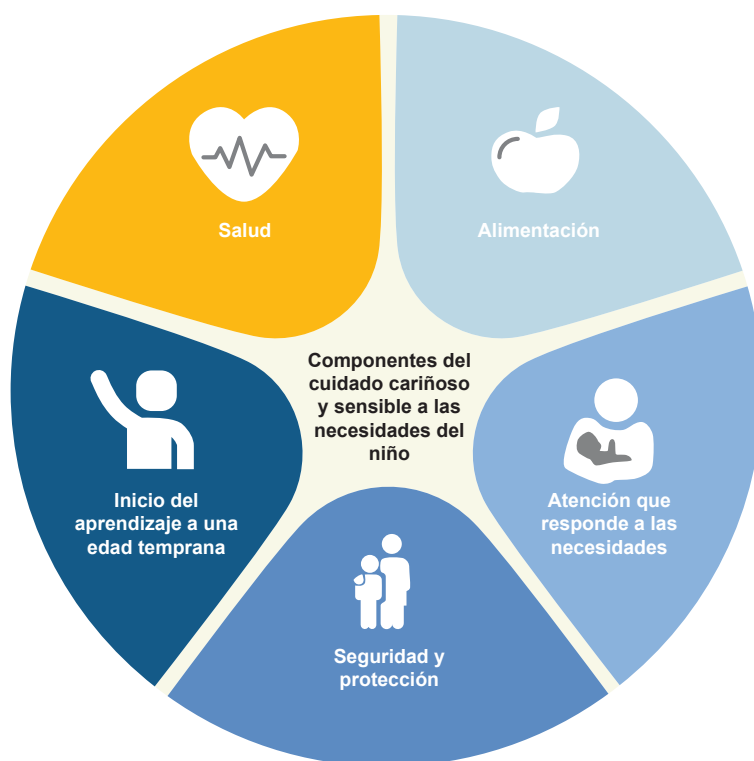 Salud
Alimentación
Componentes del
cuidado cariñoso
y sensible a las
necesidades del
niño
Inicio del
aprendizaje a una
edad temprana
Atención que
responde a las
necesidades
Seguridad y
protección